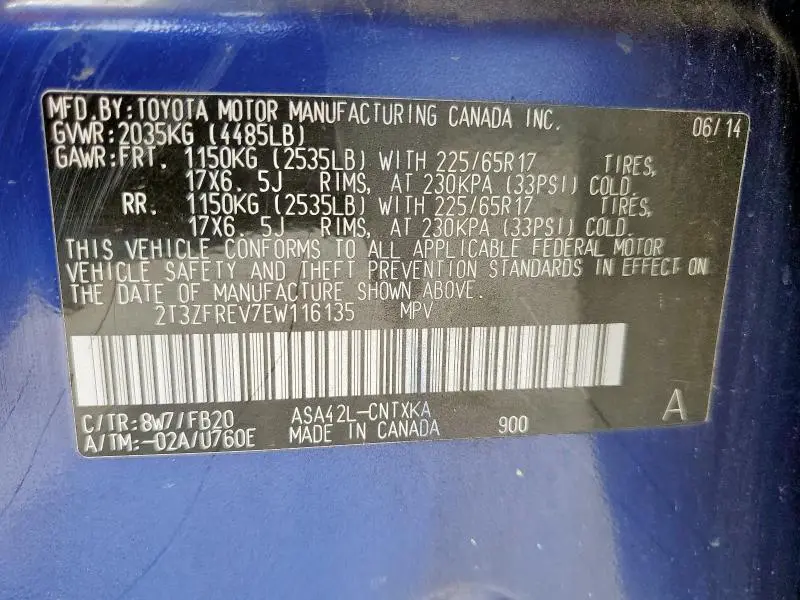 MFD.BY:TOYOTA MOTOR MANUFACTURING CANADA INC. 06/14
GVWR:2035KG (4485LB)
GAWR:FRT. 1150KG (2535LB) WITH 225/65R17 TIRES,
17X6. 5J RIMS, AT 230KPA (33PSI) COLD.
RR. 1150KG (2535LB) WITH 225/65R17 TIRES,
17X6. 5J RIMS, AT 230KPA (33PSI) COLD.
THIS VEHICLE CONFORMS TO ALL APPLICABLE FEDERAL MOTOR
VEHICLE SAFETY AND THEFT PREVENTION STANDARDS IN EFFECT ON
THE DATE OF MANUFACTURE SHOWN ABOVE.
2T3ZFREV7EW116135 MPV
C/TR:8W7/FB20 ASA42L-CNTXKA
A/TM:-02A/U760E MADE IN CANADA 900 A